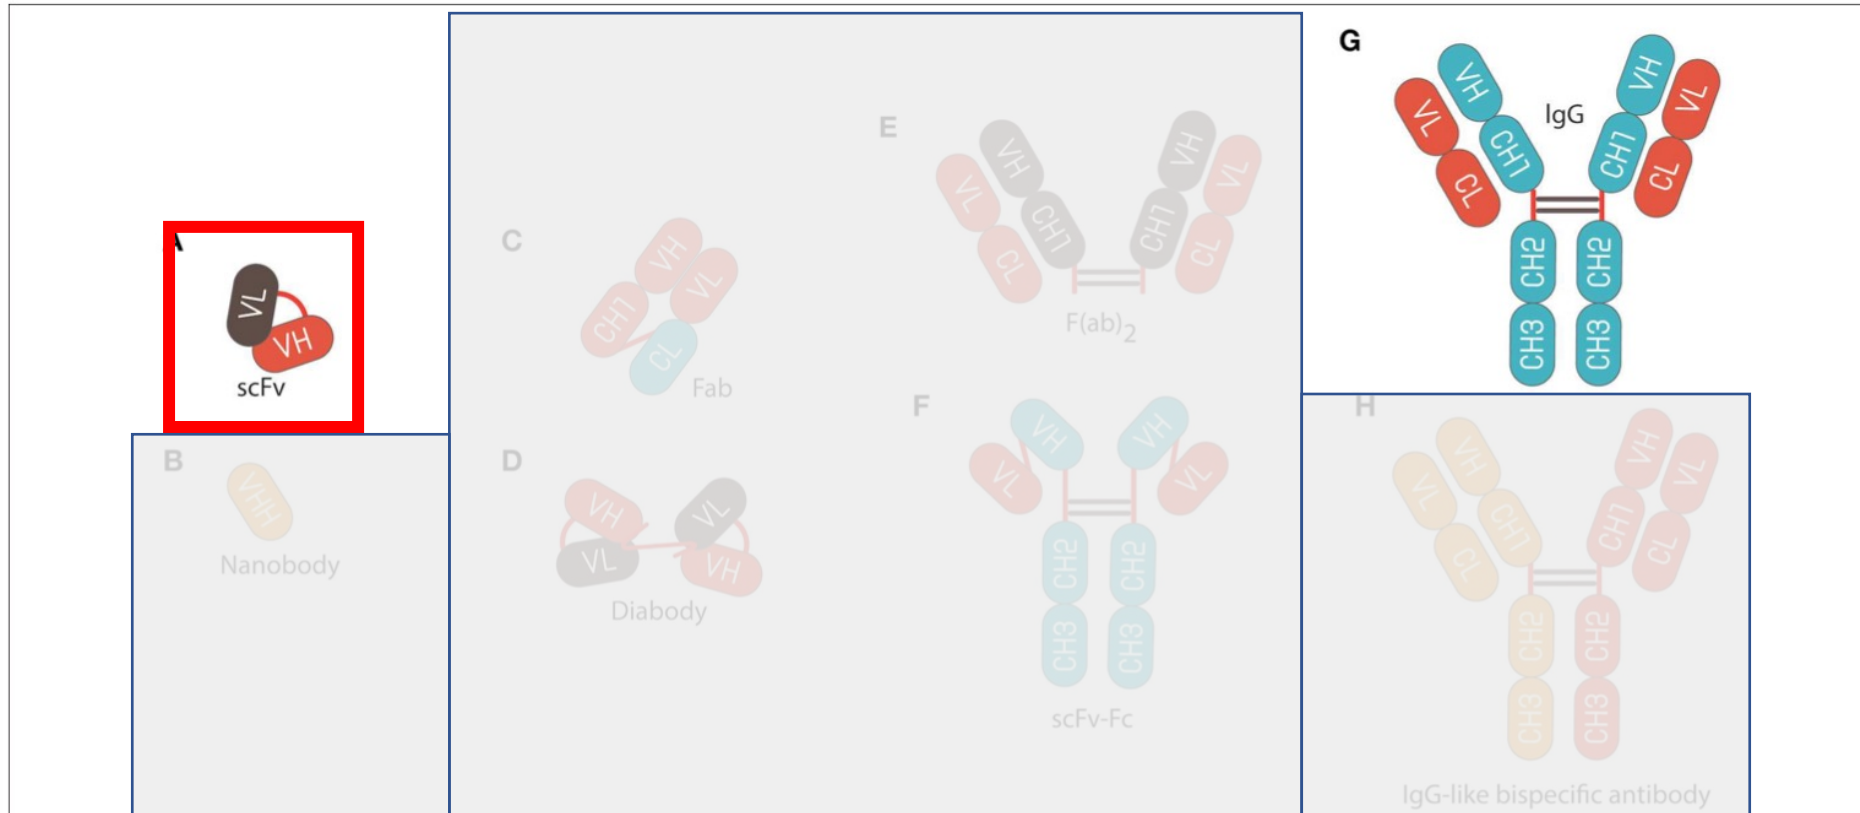 A
VL
VH
scFv
B
VHH
Nanobody
C
VH
VL
CH1
CL
Fab
D
VH
VL
VL
VH
Diabody
E
VH
VL
CH1
CL
VH
VL
CH1
CL
F(ab)2
F
VH
VL
VH
VL
CH2
CH2
CH3
CH3
scFv-Fc
G
VH
VL
CH1
CL
IgG
VH
VL
CH1
CL
CH2
CH2
CH3
CH3
H
VH
VL
CH1
CL
VH
VL
CH1
CL
CH2
CH2
CH3
CH3
IgG-like bispecific antibody